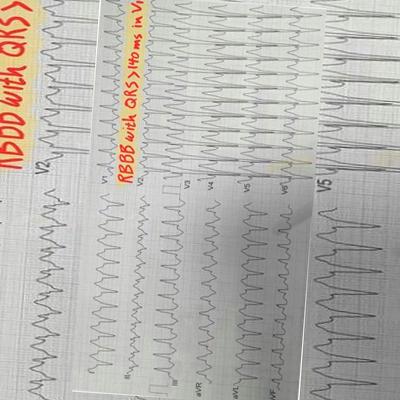 RBBB with QRS >
RBBB with QRS >140 ms in V
V2
V1
V2
V3
V4
V5
V6
V5
I
II
III
aVR
aVL
aVF